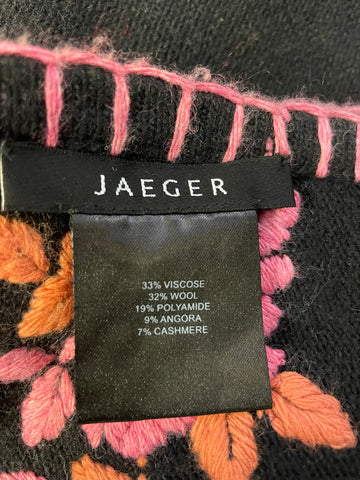 JAEGER
33% VISCOSE
32% WOOL
19% POLYAMIDE
9% ANGORA
7% CASHMERE